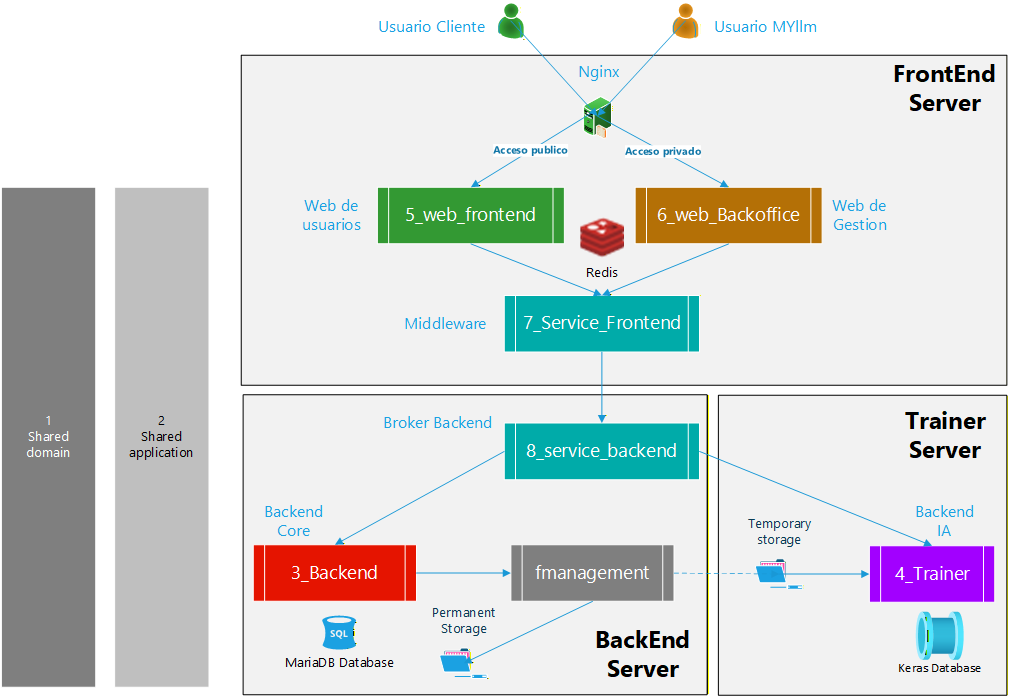 Usuario Cliente
Usuario MYllm
Nginx
FrontEnd
Server
Acceso publico
Acceso privado
Web de
usuarios
5_web_frontend
6_web_Backoffice
Web de
Gestion
Redis
Middleware
7_Service_Frontend
1
Shared
domain
2
Shared
application
Broker Backend
8_service_backend
Trainer
Server
Backend
Core
3_Backend
fmanagement
Temporary
storage
Backend
IA
4_Trainer
SQL
MariaDB Database
Permanent
Storage
BackEnd
Server
Keras Database